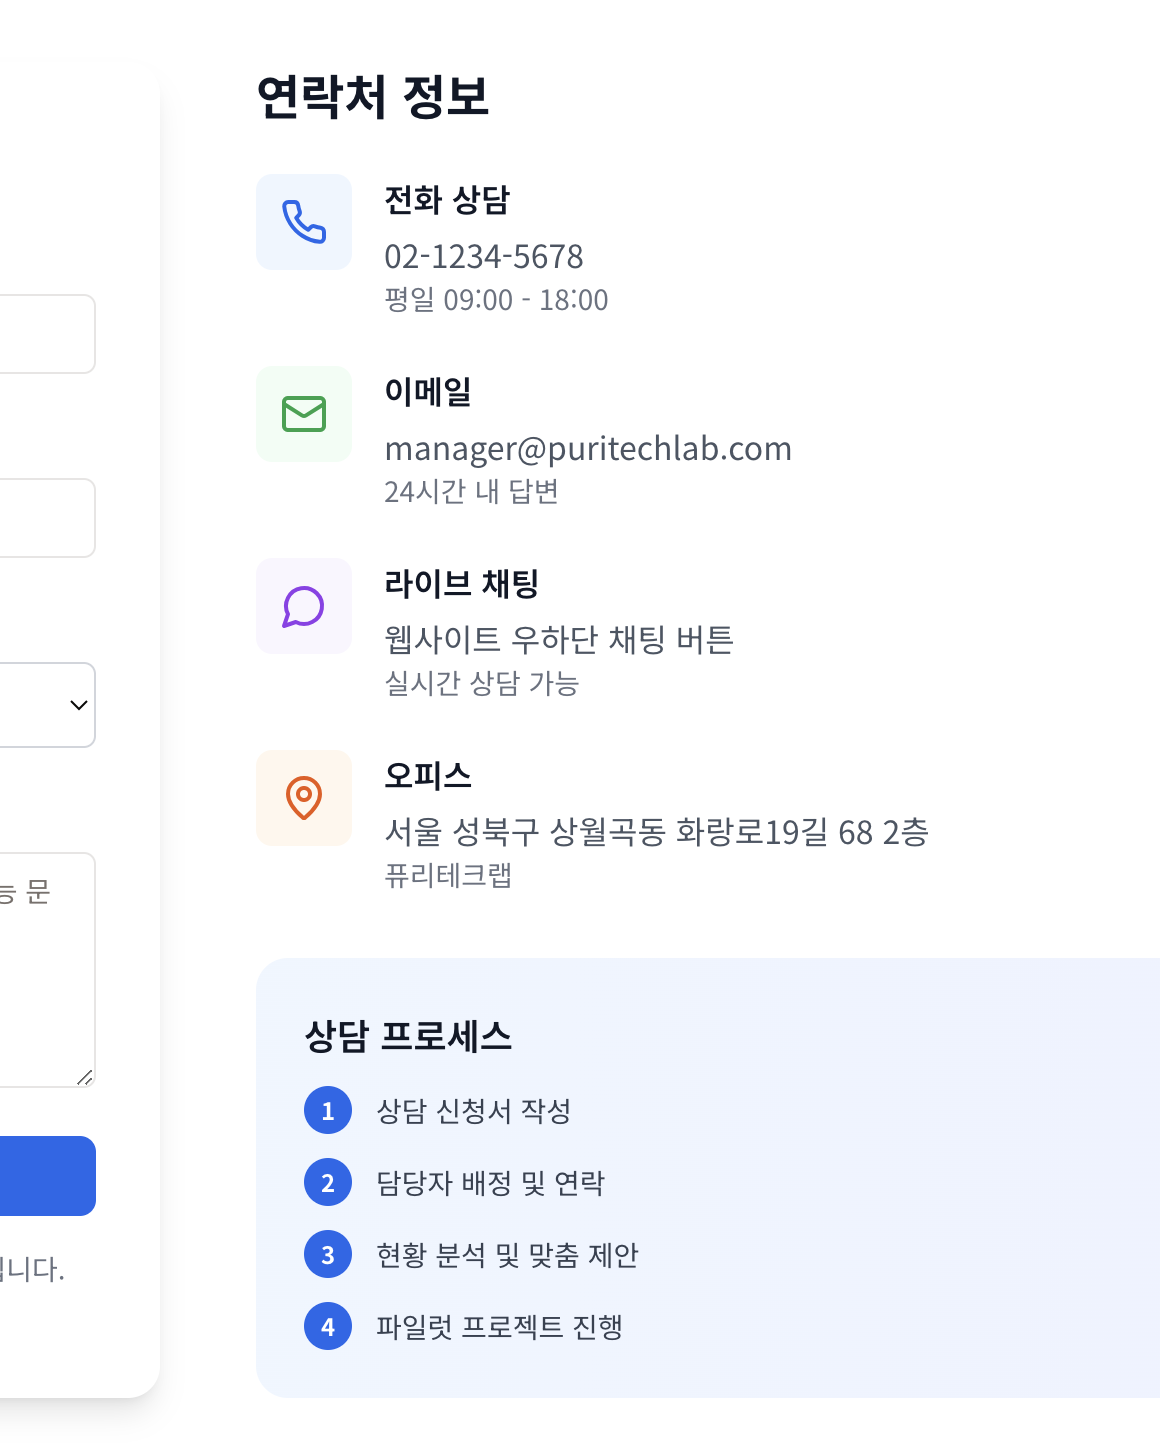 연락처 정보
전화 상담
02-1234-5678
평일 09:00 - 18:00
이메일
manager@puritechlab.com
24시간 내 답변
라이브 채팅
웹사이트 우하단 채팅 버튼
실시간 상담 가능
오피스
서울 성북구 상월곡동 화랑로19길 68 2층
퓨리테크랩
능 문
상담 프로세스
1 상담 신청서 작성
2 담당자 배정 및 연락
3 현황 분석 및 맞춤 제안
4 파일럿 프로젝트 진행
니다.